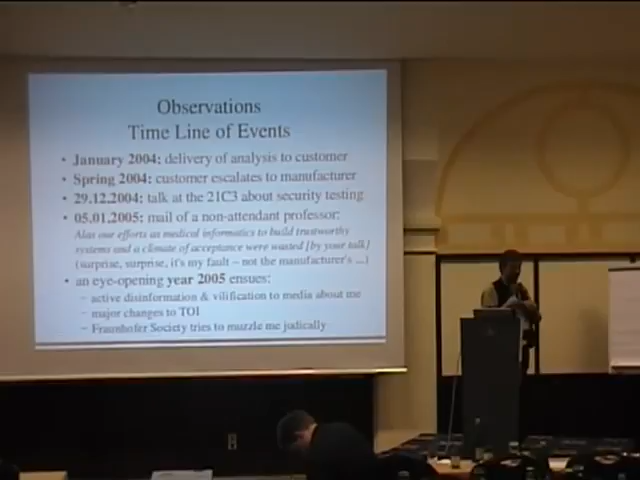 Observations
Time Line of Events
• January 2004: delivery of analysis to customer
• Spring 2004: customer escalates to manufacturer
• 29.12.2004: talk at the 21C3 about security testing
• 05.01.2005: mail of a non-attendant professor:
Alas our efforts as medical informatics to build trustworthy
systems and a climate of acceptance were wasted [by your talk]
(surprise, surprise, it's my fault – not the manufacturer's ...)
• an eye-opening year 2005 ensues:
– active disinformation & vilification to media about me
– major changes to TOI
– Fraunhofer Society tries to muzzle me judically